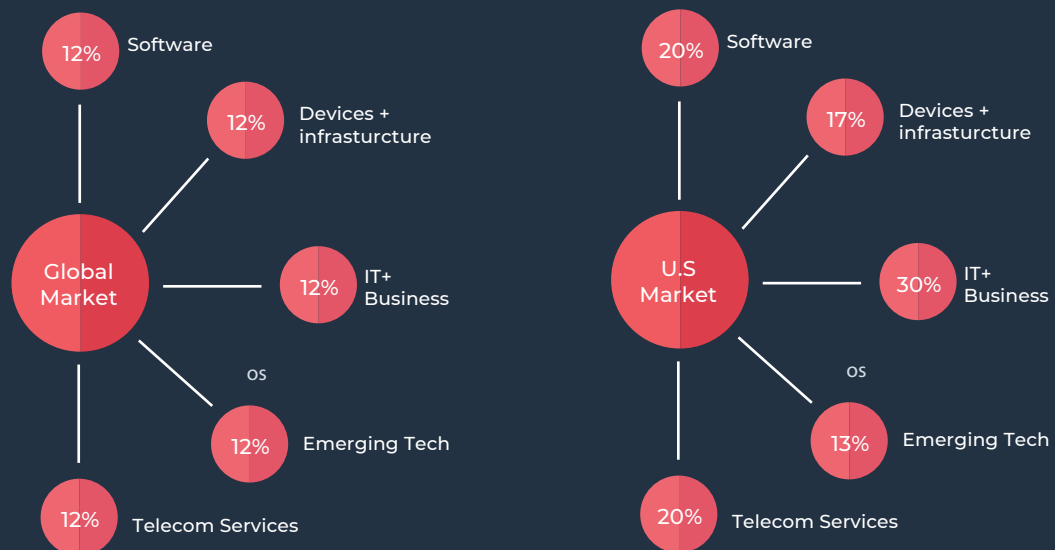 12%
Software
12%
Devices +
infrasturcture
Global
Market
12%
IT+
Business
os
12%
Emerging Tech
12%
Telecom Services
20%
Software
17%
Devices +
infrasturcture
U.S
Market
30%
IT+
Business
os
13%
Emerging Tech
20%
Telecom Services